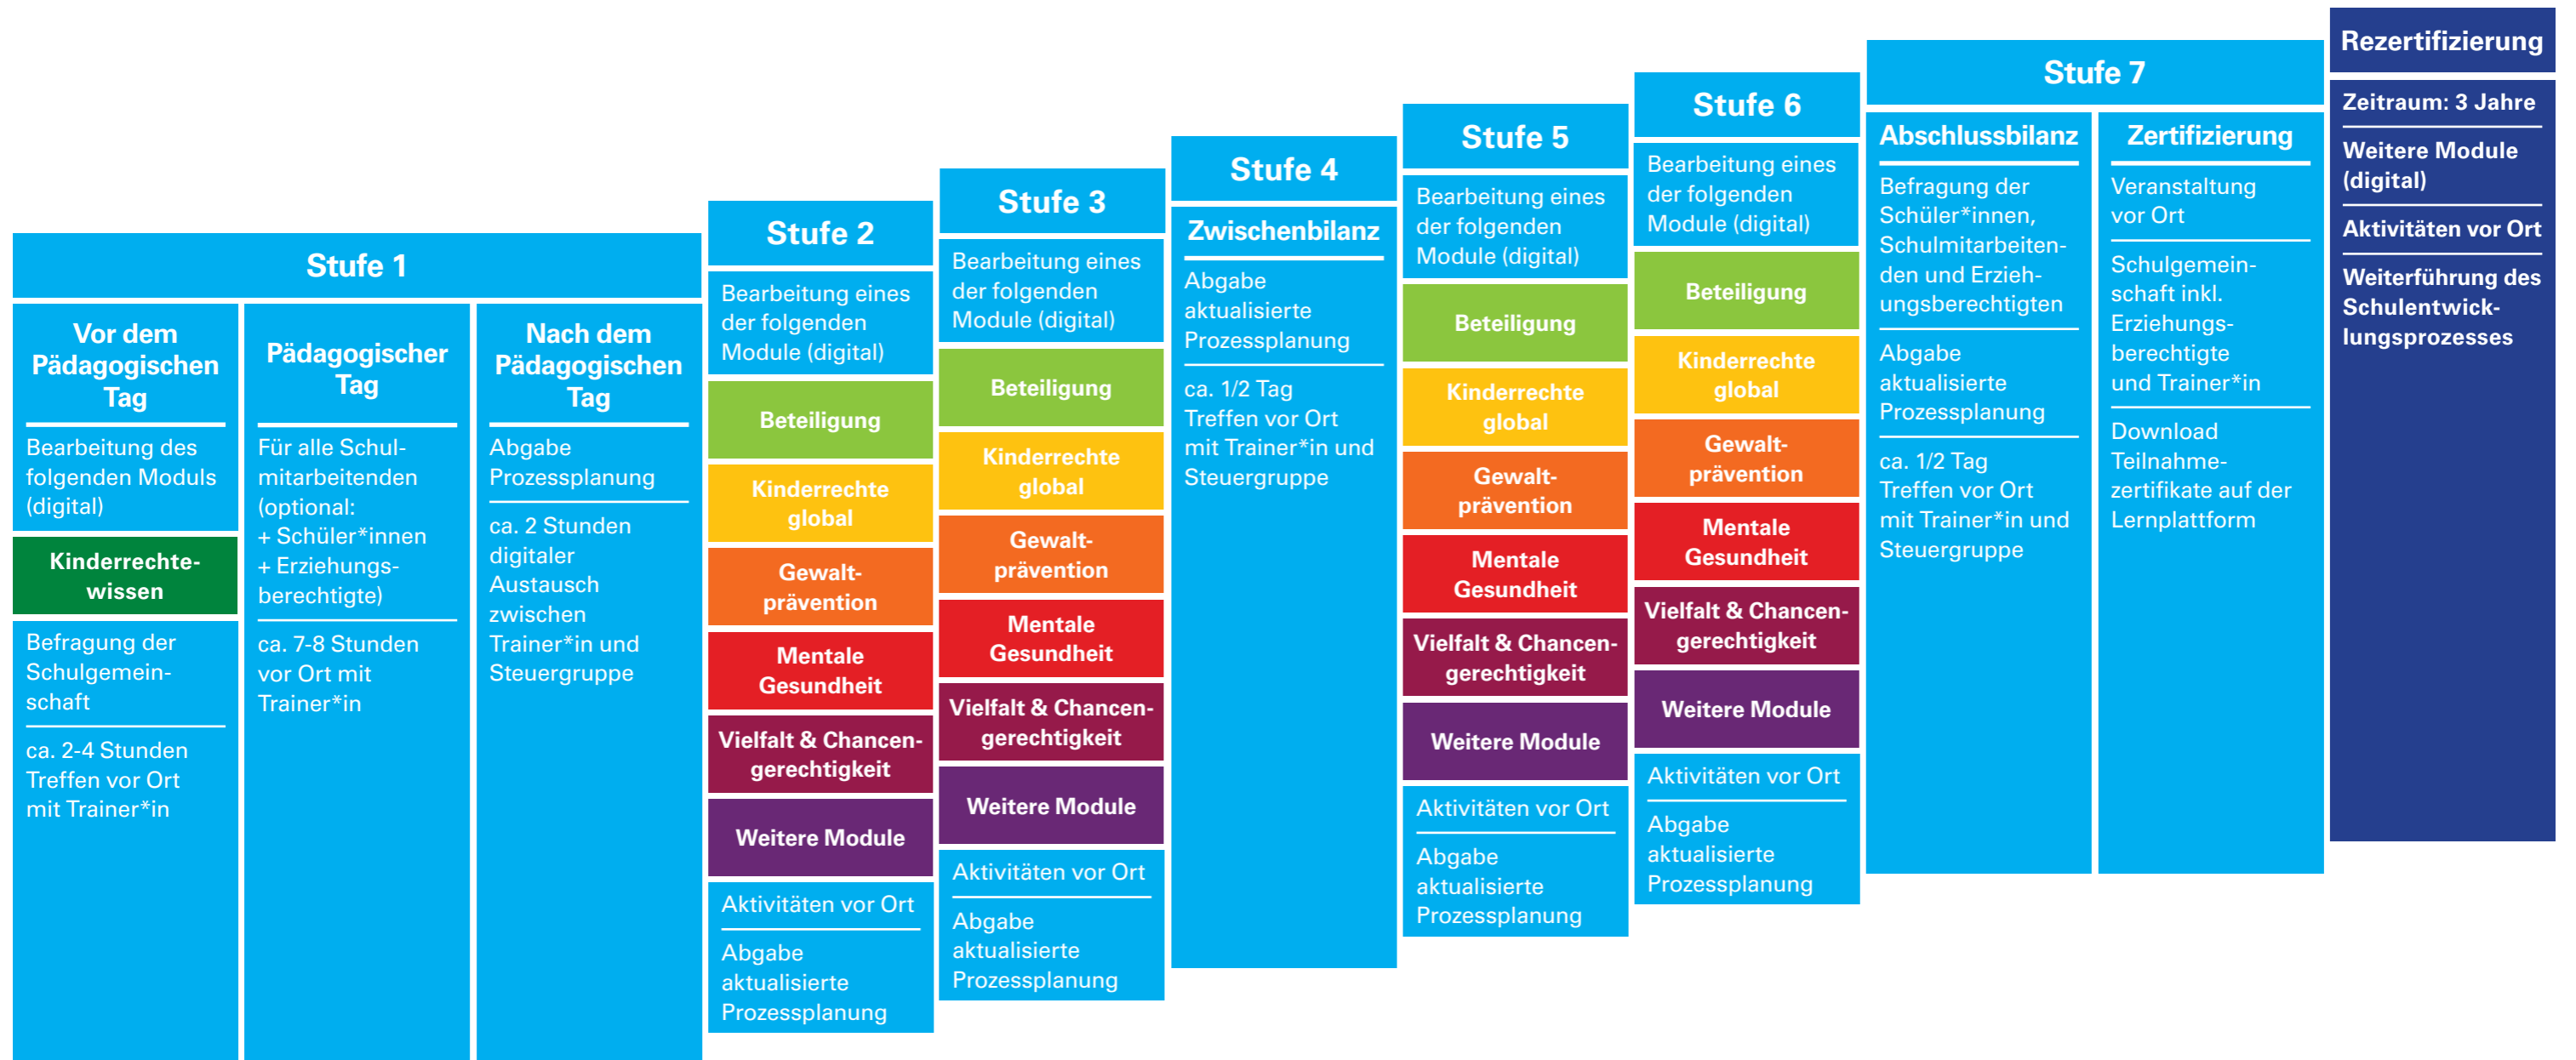 Stufe 1
Vor dem
Pädagogischen
Tag
Bearbeitung des
folgenden Moduls
(digital)
Kinderrechte-
wissen
Befragung der
Schulgemein-
schaft
ca. 2-4 Stunden
Treffen vor Ort
mit Trainer*in
Pädagogischer
Tag
Für alle Schul-
mitarbeitenden
(optional:
+ Schüler*innen
+ Erziehungs-
berechtigte)
ca. 7-8 Stunden
vor Ort mit
Trainer*in
Nach dem
Pädagogischen
Tag
Abgabe
Prozessplanung
ca. 2 Stunden
digitaler
Austausch
zwischen
Trainer*in und
Steuergruppe
Stufe 2
Bearbeitung eines
der folgenden
Module (digital)
Beteiligung
Kinderrechte
global
Gewalt-
prävention
Mentale
Gesundheit
Vielfalt & Chancen-
gerechtigkeit
Weitere Module
Aktivitäten vor Ort
Abgabe
aktualisierte
Prozessplanung
Stufe 3
Bearbeitung eines
der folgenden
Module (digital)
Beteiligung
Kinderrechte
global
Gewalt-
prävention
Mentale
Gesundheit
Vielfalt & Chancen-
gerechtigkeit
Weitere Module
Aktivitäten vor Ort
Abgabe
aktualisierte
Prozessplanung
Stufe 4
Zwischenbilanz
Abgabe
aktualisierte
Prozessplanung
ca. 1/2 Tag
Treffen vor Ort
mit Trainer*in und
Steuergruppe
Stufe 5
Bearbeitung eines
der folgenden
Module (digital)
Beteiligung
Kinderrechte
global
Gewalt-
prävention
Mentale
Gesundheit
Vielfalt & Chancen-
gerechtigkeit
Weitere Module
Aktivitäten vor Ort
Abgabe
aktualisierte
Prozessplanung
Stufe 6
Bearbeitung eines
der folgenden
Module (digital)
Beteiligung
Kinderrechte
global
Gewalt-
prävention
Mentale
Gesundheit
Vielfalt & Chancen-
gerechtigkeit
Weitere Module
Aktivitäten vor Ort
Abgabe
aktualisierte
Prozessplanung
Stufe 7
Abschlussbilanz
Befragung der
Schüler*innen,
Schulmitarbeiten-
den und Erzieh-
ungsberechtigten
Abgabe
aktualisierte
Prozessplanung
ca. 1/2 Tag
Treffen vor Ort
mit Trainer*in und
Steuergruppe
Zertifizierung
Veranstaltung
vor Ort
Schulgemein-
schaft inkl.
Erziehungs-
berechtigte
und Trainer*in
Download
Teilnahme-
zertifikate auf der
Lernplattform
Rezertifizierung
Zeitraum: 3 Jahre
Weitere Module
(digital)
Aktivitäten vor Ort
Weiterführung des
Schulentwick-
lungsprozesses